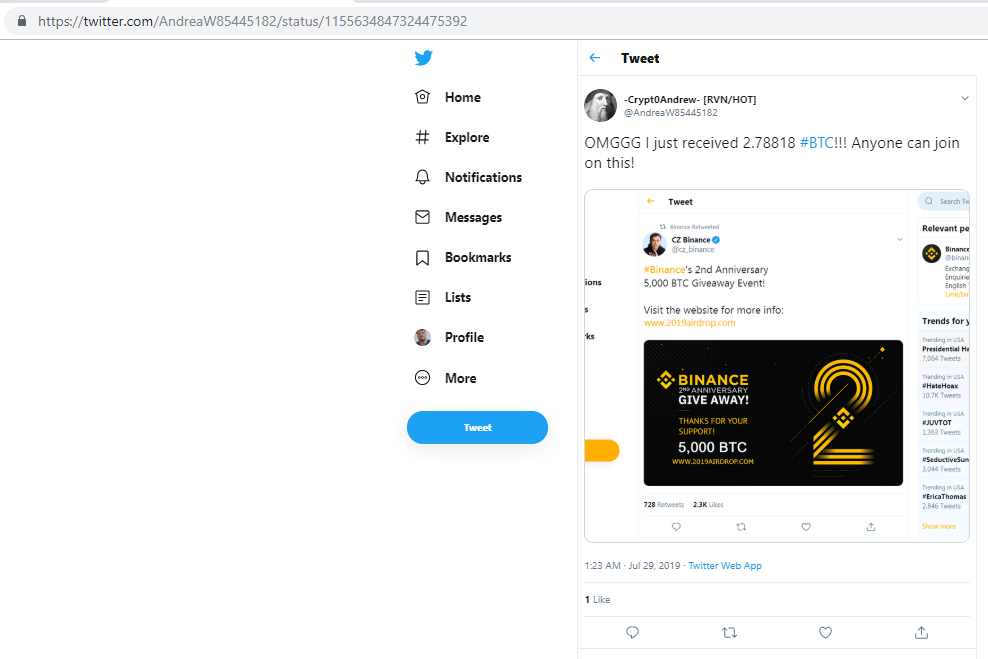 https://twitter.com/AndreaW85445182/status/1155634847324475392
Home
Explore
Notifications
Messages
Bookmarks
Lists
Profile
More
Tweet
Tweet
-Crypt0Andrew- [RVN/HOT]
@AndreaW85445182
OMGGG I just received 2.78818 #BTC!!! Anyone can join
on this!
ions
s
rks
Tweet
Binance Retweeted
CZ Binance
@cz_binance
#Binance's 2nd Anniversary
5,000 BTC Giveaway Event!
Visit the website for more info:
www.2019airdrop.com
BINANCE
2ND ANNIVERSARY
GIVE AWAY!
THANKS FOR YOUR
SUPPORT!
5,000 BTC
WWW.2019AIRDROP.COM
2
728 Retweets 2.3K Likes
Search Tw
Relevant pe
Binance
@binan
Exchang
Enquirie
English
t.me/bin
Trends for y
Trending in USA
Presidential Ha
7,064 Tweets
Trending in USA
#HateHoax
10.7K Tweets
Trending in USA
#JUVTOT
1,363 Tweets
Trending in USA
#SeductiveSun
3,044 Tweets
Trending in USA
#EricaThomas
2,846 Tweets
Show more
1:23 AM · Jul 29, 2019 · Twitter Web App
1 Like